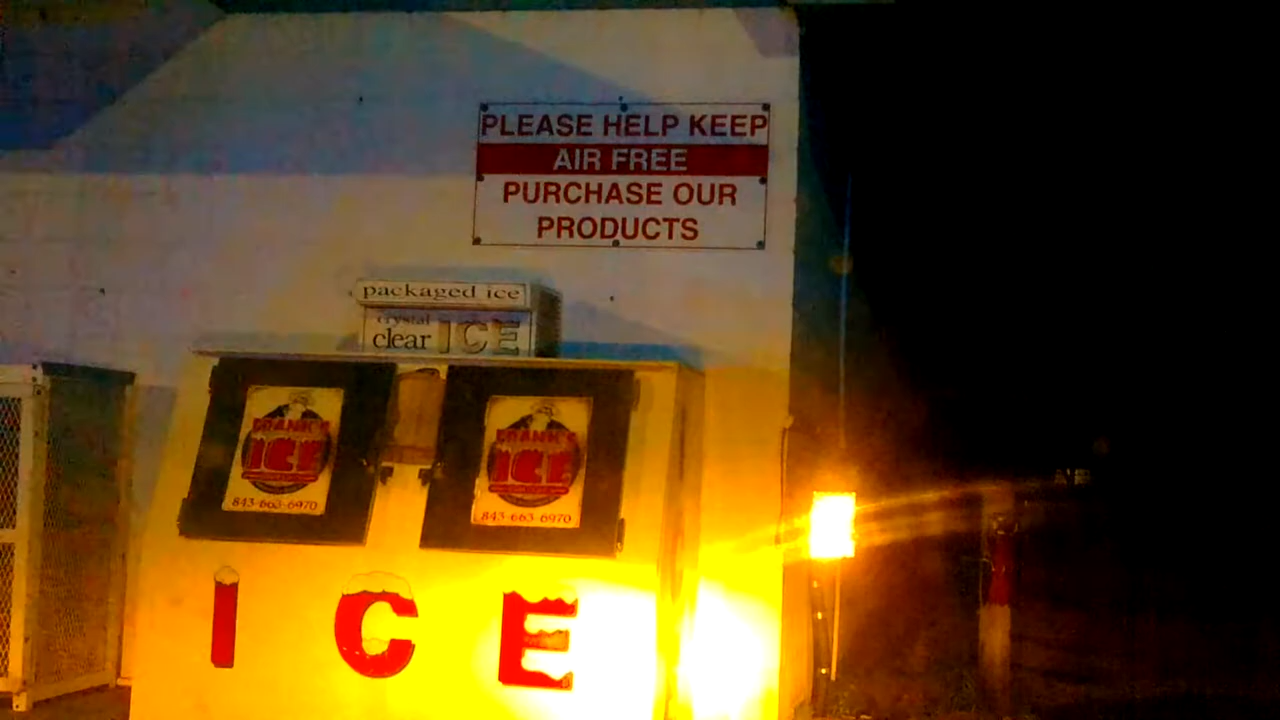 PLEASE HELP KEEP
AIR FREE
PURCHASE OUR
PRODUCTS
packaged ice
crystal
clear ICE
FRANK'S
ICE
843-663-6970
FRANK'S
ICE
843-663-6970
ICE